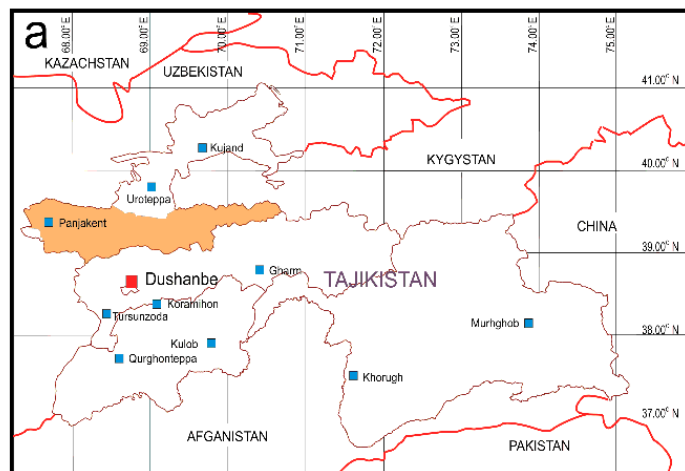 a
68.00° E
69.00° E
70.00° E
71.00° E
72.00° E
73.00° E
74.00° E
75.00° E
KAZACHSTAN
UZBEKISTAN
41.00° N
Kujand
KYGYSTAN
40.00° N
Uroteppa
Panjakent
CHINA
39.00° N
Gharm
Dushanbe
TAJIKISTAN
Koramihon
Tursunzoda
Murhghob
38.00° N
Kulob
Qurghonteppa
Khorugh
37.00° N
AFGANISTAN
PAKISTAN